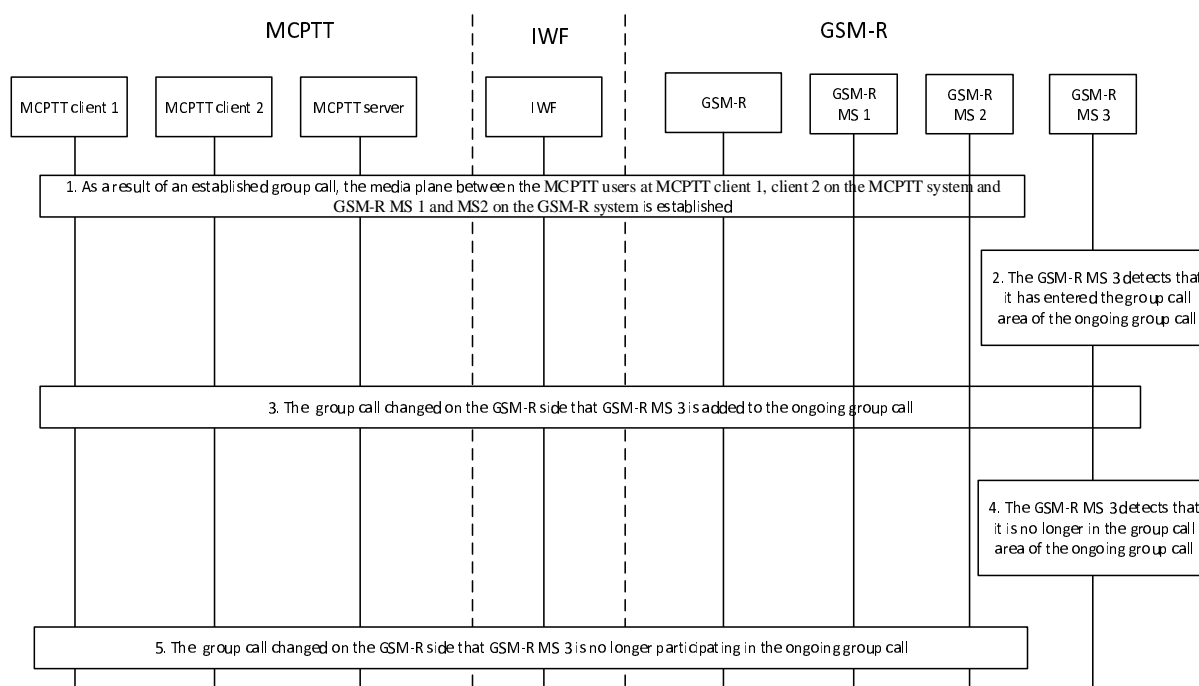 MCPTT
IWF
GSM-R
MCPTT client 1
MCPTT client 2
MCPTT server
IWF
GSM-R
GSM-R
MS 1
GSM-R
MS 2
GSM-R
MS 3
1. As a result of an established group call, the media plane between the MCPTT users at MCPTT client 1, client 2 on the MCPTT system and
GSM-R MS 1 and MS2 on the GSM-R system is established
2. The GSM-R MS 3 detects that
it has entered the group call
area of the ongoing group call
3. The group call changed on the GSM-R side that GSM-R MS 3 is added to the ongoing group call
4. The GSM-R MS 3 detects that
it is no longer in the group call
area of the ongoing group call
5. The group call changed on the GSM-R side that GSM-R MS 3 is no longer participating in the ongoing group call